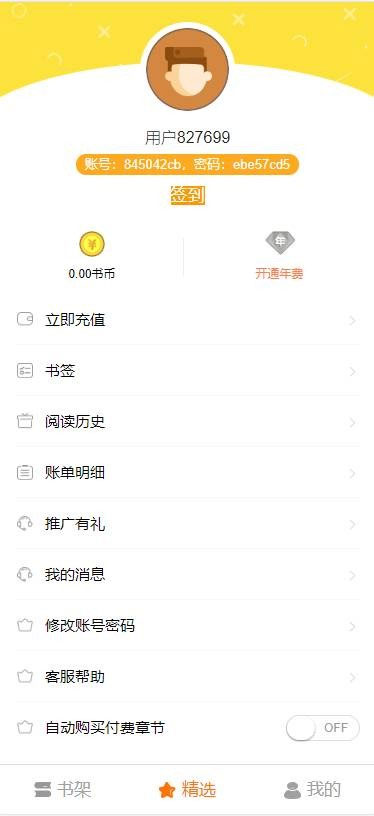 用户827699
账号：845042cb，密码：ebe57cd5
签到
¥ 年
0.00书币 开通年费
立即充值
书签
阅读历史
账单明细
推广有礼
我的消息
修改账号密码
客服帮助
自动购买付费章节 OFF
书架 精选 我的